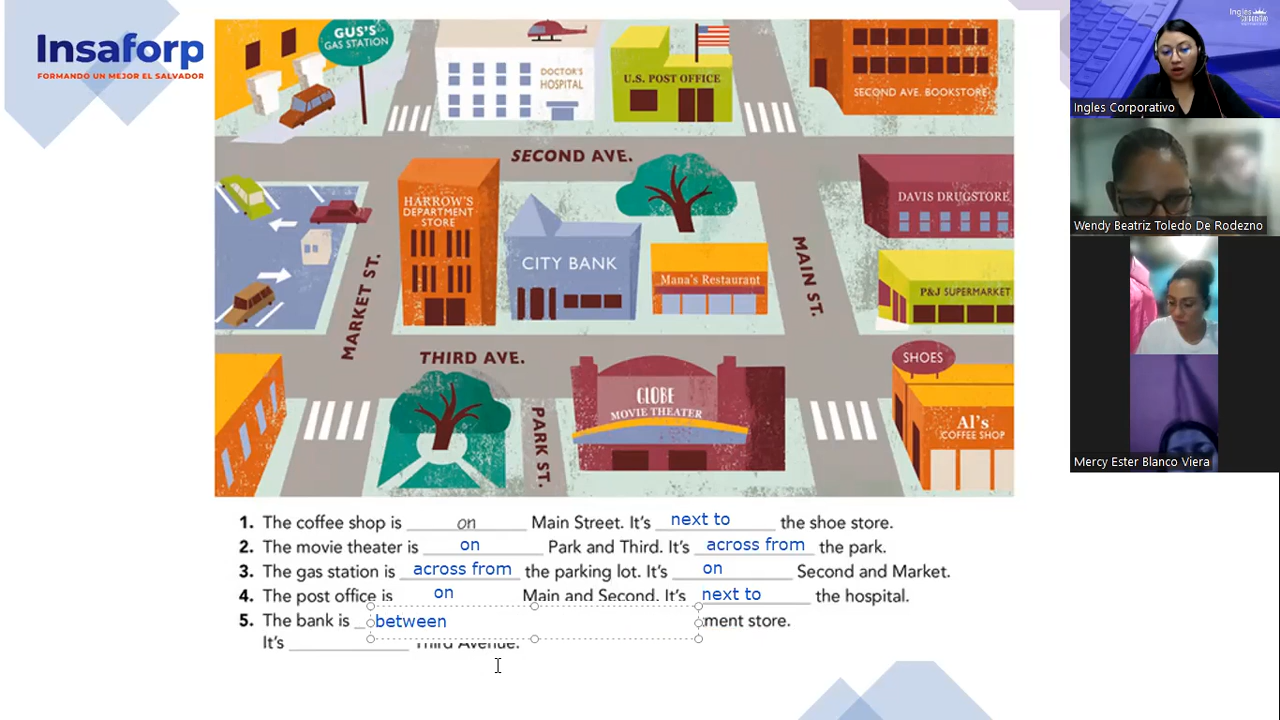 Insaforp
FORMANDO UN MEJOR EL SALVADOR
GUS'S
GAS STATION
DOCTOR'S
HOSPITAL
U.S. POST OFFICE
SECOND AVE. BOOKSTORE
SECOND AVE.
HARROW'S
DEPARTMENT
STORE
CITY BANK
Mana's Restaurant
DAVIS DRUGSTORE
P&J SUPERMARKET
MARKET ST.
MAIN ST.
THIRD AVE.
PARK ST.
GLOBE
MOVIE THEATER
SHOES
Al's
COFFEE SHOP
1. The coffee shop is on Main Street. It's next to the shoe store.
2. The movie theater is on Park and Third. It's across from the park.
3. The gas station is across from the parking lot. It's on Second and Market.
4. The post office is on Main and Second. It's next to the hospital.
5. The bank is between ment store.
It's Third Avenue.
Ingles Corporativo
Wendy Beatriz Toledo De Rodezno
Mercy Ester Blanco Viera